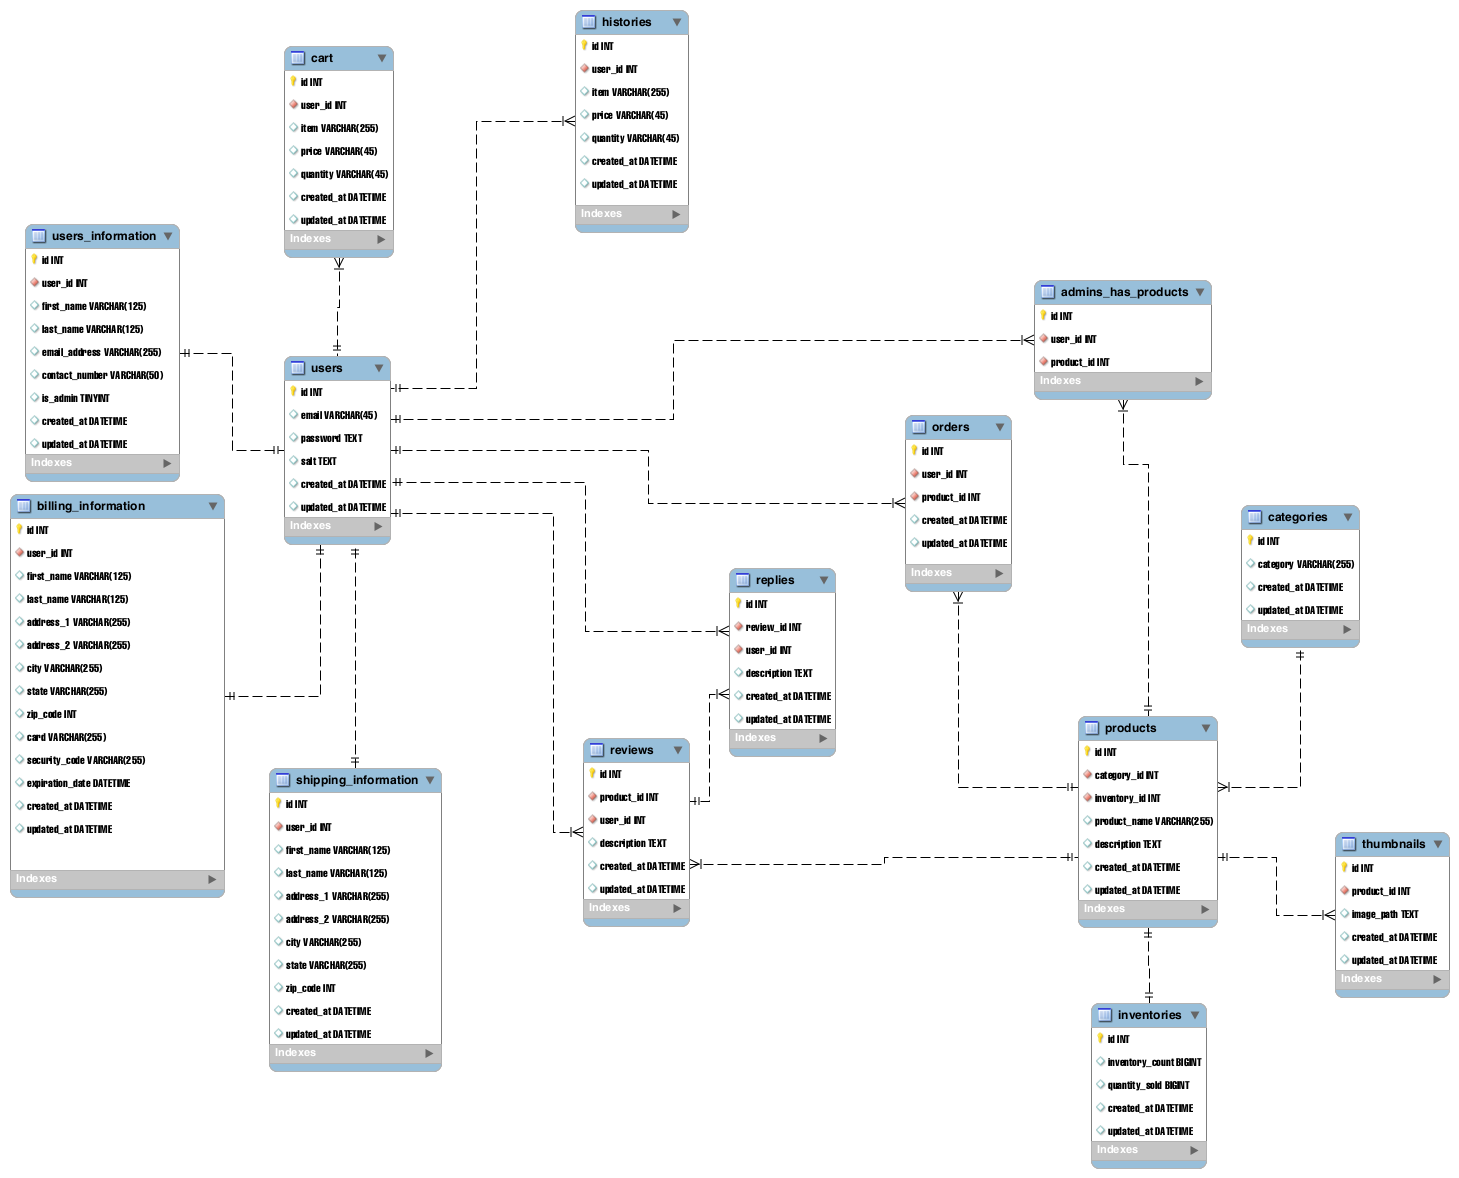 histories
id INT
user_id INT
item VARCHAR(255)
price VARCHAR(45)
quantity VARCHAR(45)
created_at DATETIME
updated_at DATETIME
Indexes
cart
id INT
user_id INT
item VARCHAR(255)
price VARCHAR(45)
quantity VARCHAR(45)
created_at DATETIME
updated_at DATETIME
Indexes
users_information
id INT
user_id INT
first_name VARCHAR(125)
last_name VARCHAR(125)
email_address VARCHAR(255)
contact_number VARCHAR(50)
is_admin TINYINT
created_at DATETIME
updated_at DATETIME
Indexes
users
id INT
email VARCHAR(45)
password TEXT
salt TEXT
created_at DATETIME
updated_at DATETIME
Indexes
admins_has_products
id INT
user_id INT
product_id INT
Indexes
orders
id INT
user_id INT
product_id INT
created_at DATETIME
updated_at DATETIME
Indexes
billing_information
id INT
user_id INT
first_name VARCHAR(125)
last_name VARCHAR(125)
address_1 VARCHAR(255)
address_2 VARCHAR(255)
city VARCHAR(255)
state VARCHAR(255)
zip_code INT
card VARCHAR(255)
security_code VARCHAR(255)
expiration_date DATETIME
created_at DATETIME
updated_at DATETIME
Indexes
categories
id INT
category VARCHAR(255)
created_at DATETIME
updated_at DATETIME
Indexes
replies
id INT
review_id INT
user_id INT
description TEXT
created_at DATETIME
updated_at DATETIME
Indexes
products
id INT
category_id INT
inventory_id INT
product_name VARCHAR(255)
description TEXT
created_at DATETIME
updated_at DATETIME
Indexes
reviews
id INT
product_id INT
user_id INT
description TEXT
created_at DATETIME
updated_at DATETIME
Indexes
shipping_information
id INT
user_id INT
first_name VARCHAR(125)
last_name VARCHAR(125)
address_1 VARCHAR(255)
address_2 VARCHAR(255)
city VARCHAR(255)
state VARCHAR(255)
zip_code INT
created_at DATETIME
updated_at DATETIME
Indexes
thumbnails
id INT
product_id INT
image_path TEXT
created_at DATETIME
updated_at DATETIME
Indexes
inventories
id INT
inventory_count BIGINT
quantity_sold BIGINT
created_at DATETIME
updated_at DATETIME
Indexes